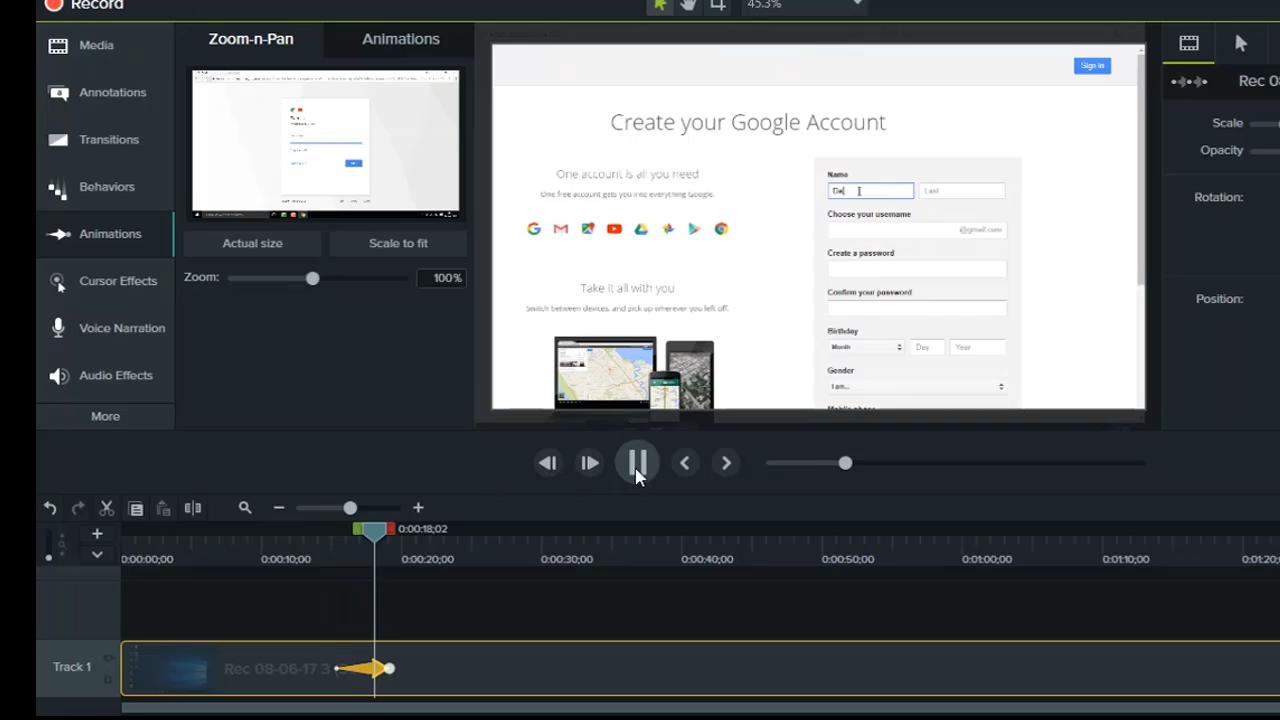 Record
45.3%
Media
Annotations
Transitions
Behaviors
Animations
Cursor Effects
Voice Narration
Audio Effects
More
Zoom-n-Pan
Animations
Actual size
Scale to fit
Zoom:
100%
Sign in
Create your Google Account
One account is all you need
One free account gets you into everything Google.
Take it all with you
Switch between devices, and pick up wherever you left off.
Name
Da
Last
Choose your username
@gmail.com
Create a password
Confirm your password
Birthday
Month
Day
Year
Gender
I am...
Mobile phone
Rec 08
Scale
Opacity
Rotation:
Position:
0:00:18;02
0:00:00;00
0:00:10;00
0:00:20;00
0:00:30;00
0:00:40;00
0:00:50;00
0:01:00;00
0:01:10;00
0:01:20
Track 1
Rec 08-06-17 3